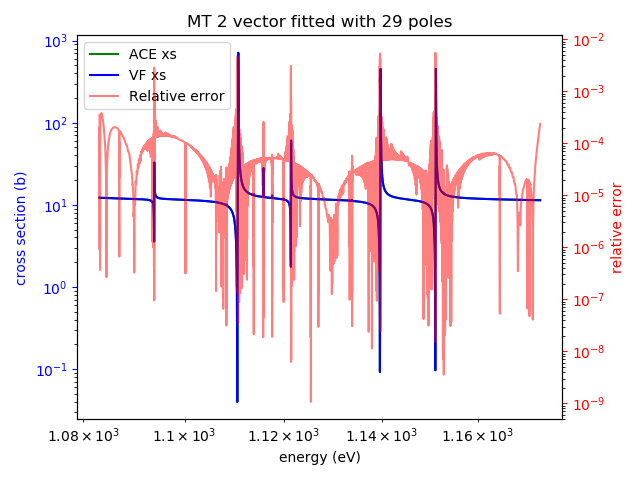 MT 2 vector fitted with 29 poles
ACE xs
VF xs
Relative error
cross section (b)
10³
10²
10¹
10⁰
10⁻¹
10⁻²
10⁻³
10⁻⁴
10⁻⁵
10⁻⁶
10⁻⁷
10⁻⁸
10⁻⁹
relative error
1.08 × 10³
1.1 × 10³
1.12 × 10³
1.14 × 10³
1.16 × 10³
energy (eV)